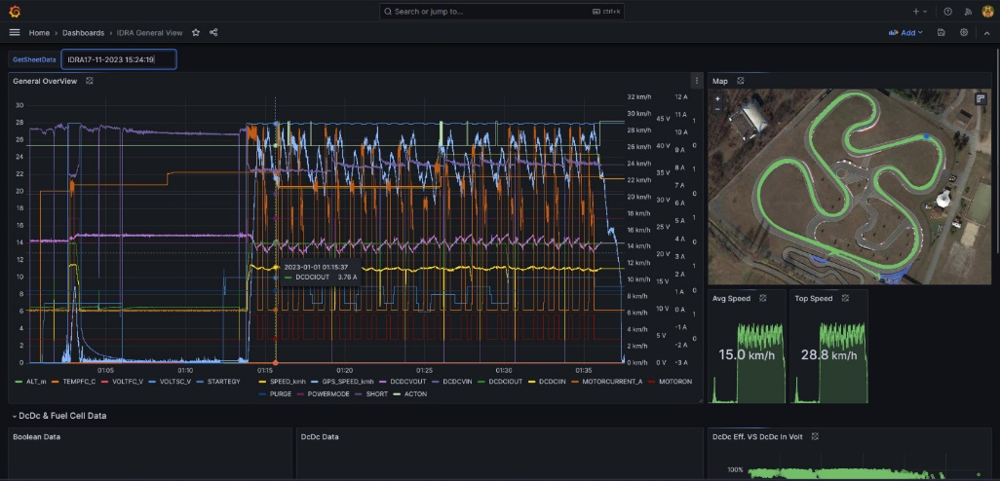 Search or jump to... ctrl+k
Home > Dashboards > IDRA General View Add
GetSheetData IDRA17-11-2023 15:24:19
General OverView
30
28
26
24
22
20
18
16
14
12
10
8
6
4
2
0
32 km/h
30 km/h
28 km/h
26 km/h
24 km/h
22 km/h
20 km/h
18 km/h
16 km/h
14 km/h
12 km/h
10 km/h
8 km/h
6 km/h
4 km/h
2 km/h
0 km/h
45 V
40 V
35 V
30 V
25 V
20 V
15 V
10 V
5 V
0 V
12 A
11 A
10 A
9 A
8 A
7 A
6 A
5 A
4 A
3 A
2 A
1 A
0 A
-1 A
-2 A
-3 A
2023-01-01 01:15:37
DCDCIOUT 3.76 A
01:05 01:10 01:15 01:20 01:25 01:30 01:35
ALT_m TEMPFC_C VOLTFC_V VOLTSC_V STARTEGY SPEED_kmh GPS_SPEED_kmh DCDCVOUT DCDCVIN DCDCIOUT DCDCIIN MOTORCURRENT_A MOTORON
PURGE POWERMODE SHORT ACTON
Map
+
-
Avg Speed
15.0 km/h
Top Speed
28.8 km/h
DcDc & Fuel Cell Data
Boolean Data
DcDc Data
DcDc Eff. VS DcDc In Volt
100%